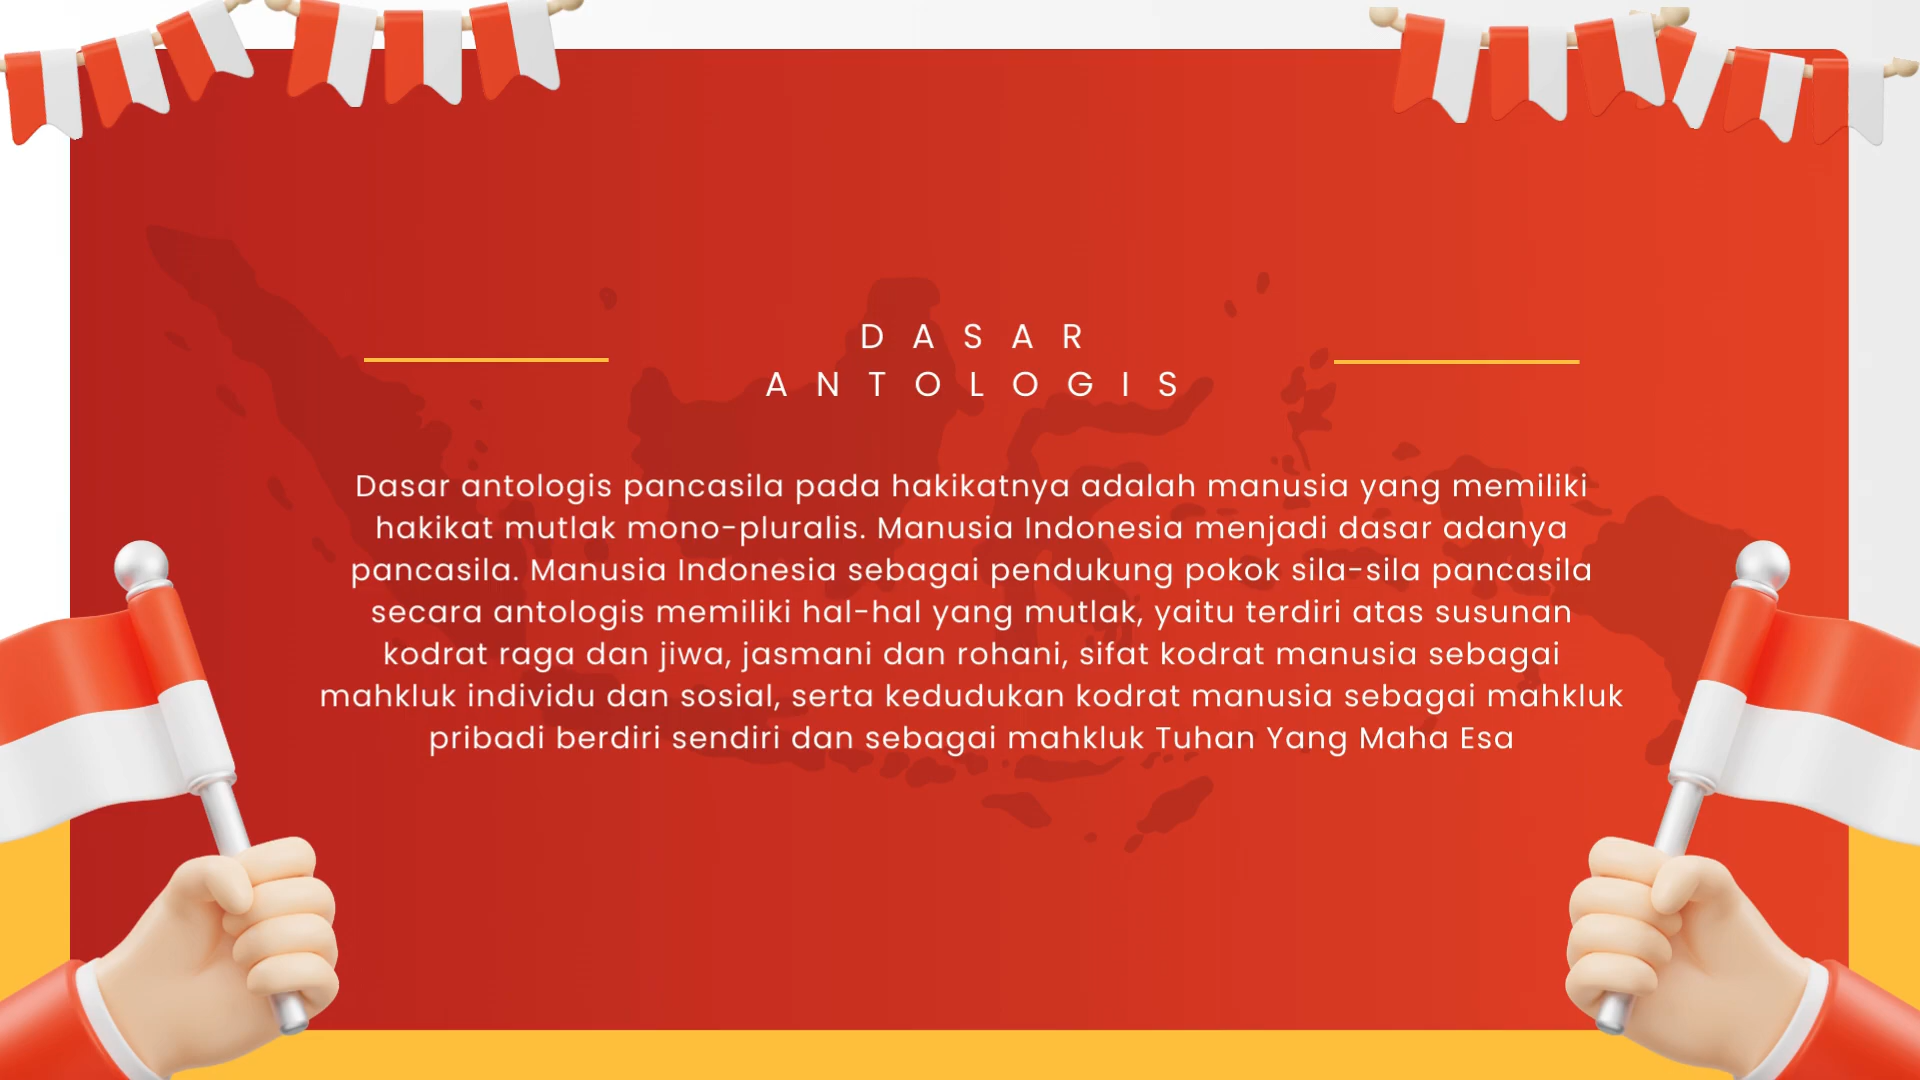 DASAR
ANTOLOGIS
Dasar antologis pancasila pada hakikatnya adalah manusia yang memiliki
hakikat mutlak mono-pluralis. Manusia Indonesia menjadi dasar adanya
pancasila. Manusia Indonesia sebagai pendukung pokok sila-sila pancasila
secara antologis memiliki hal-hal yang mutlak, yaitu terdiri atas susunan
kodrat raga dan jiwa, jasmani dan rohani, sifat kodrat manusia sebagai
mahkluk individu dan sosial, serta kedudukan kodrat manusia sebagai mahkluk
pribadi berdiri sendiri dan sebagai mahkluk Tuhan Yang Maha Esa